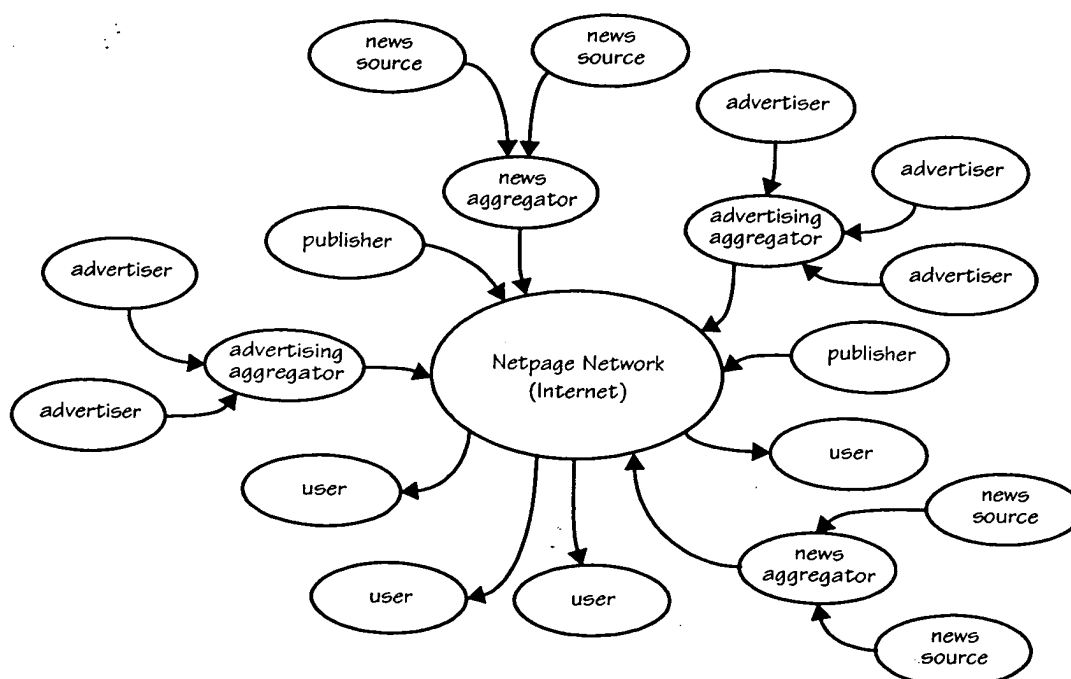 news
source
news
source
advertiser
news
aggregator
advertiser
publisher
advertising
aggregator
advertiser
advertiser
advertising
aggregator
Netpage Network
(Internet)
publisher
advertiser
user
user
news
source
news
aggregator
user
user
news
source